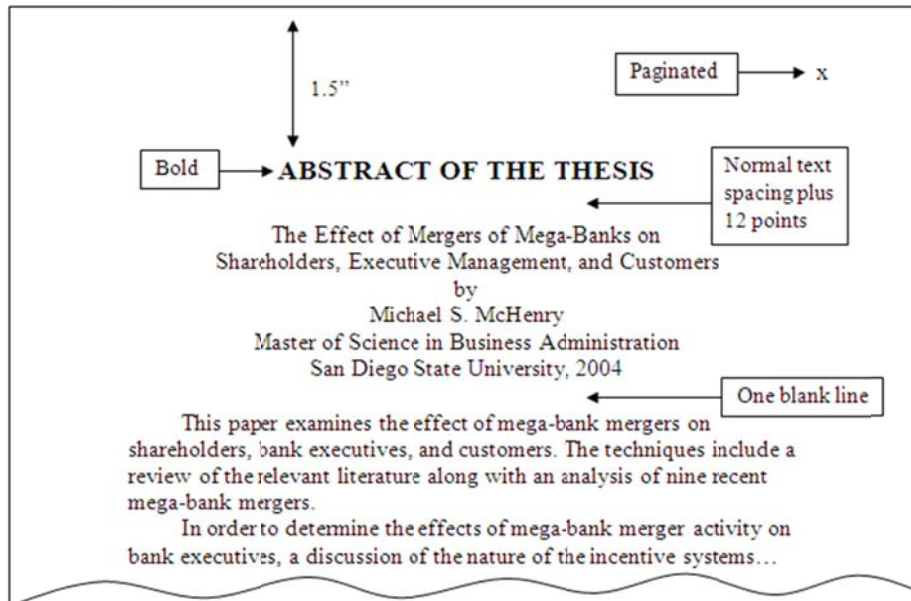 1.5”
Paginated
x
Bold
ABSTRACT OF THE THESIS
Normal text
spacing plus
12 points
The Effect of Mergers of Mega-Banks on
Shareholders, Executive Management, and Customers
by
Michael S. McHenry
Master of Science in Business Administration
San Diego State University, 2004
One blank line
This paper examines the effect of mega-bank mergers on
shareholders, bank executives, and customers. The techniques include a
review of the relevant literature along with an analysis of nine recent
mega-bank mergers.
In order to determine the effects of mega-bank merger activity on
bank executives, a discussion of the nature of the incentive systems…